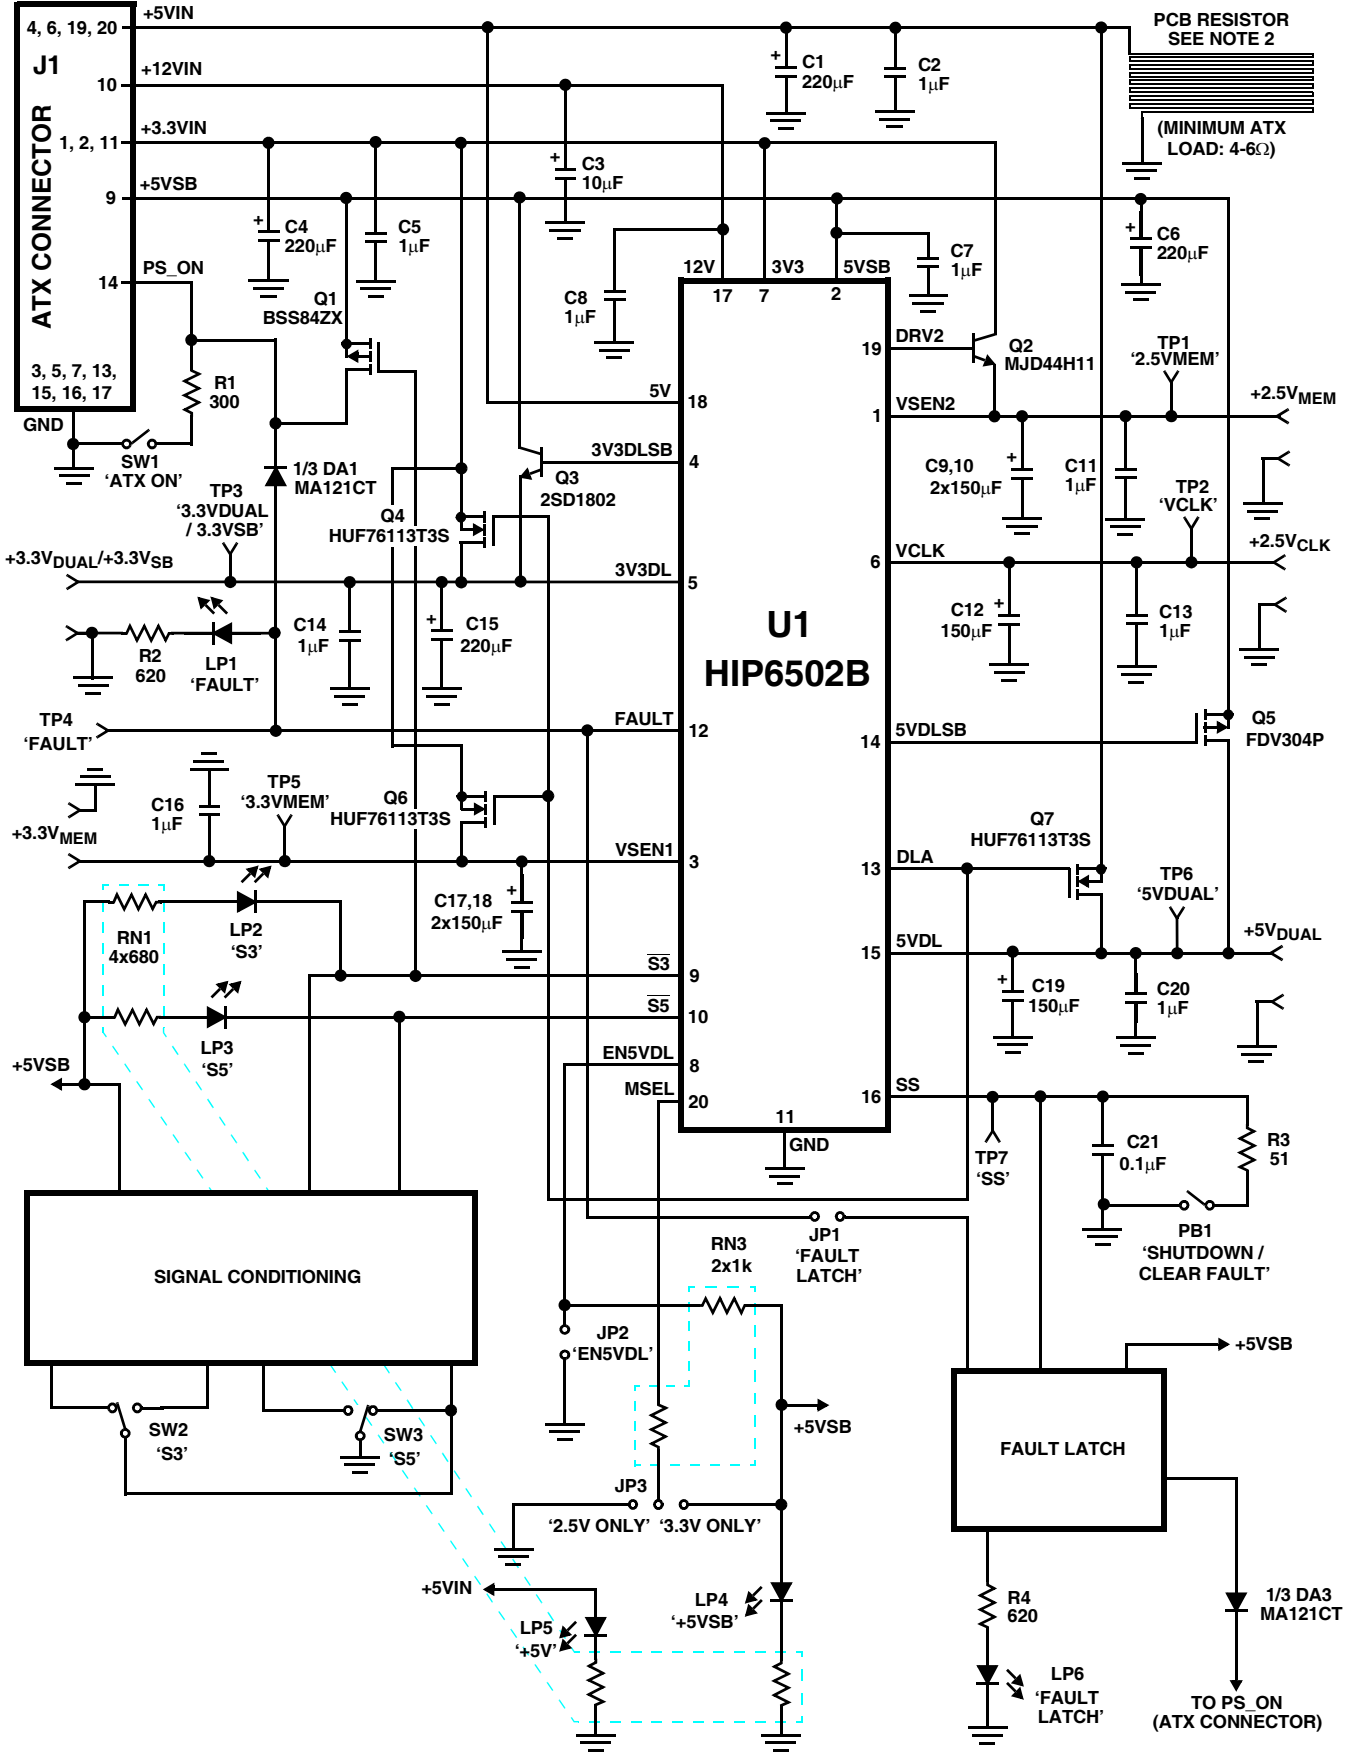 4, 6, 19, 20
+5VIN
J1
ATX CONNECTOR
10
+12VIN
1, 2, 11
+3.3VIN
9
+5VSB
14
PS_ON
3, 5, 7, 13,
15, 16, 17
GND
PCB RESISTOR
SEE NOTE 2
(MINIMUM ATX
LOAD: 4-6Ω)
+
C1
220μF
C2
1μF
+
C3
10μF
+
C4
220μF
C5
1μF
+
C6
220μF
C7
1μF
C8
1μF
12V
17
3V3
7
5VSB
2
Q1
BSS84ZX
R1
300
SW1
‘ATX ON’
1/3 DA1
MA121CT
19
DRV2
Q2
MJD44H11
TP1
‘2.5VMEM’
5V
18
1
VSEN2
+2.5VMEM
3V3DLSB
4
Q3
2SD1802
C9,10
2x150μF
+
C11
1μF
TP2
‘VCLK’
TP3
‘3.3VDUAL
/ 3.3VSB’
Q4
HUF76113T3S
+3.3VDUAL/+3.3VSB
3V3DL
5
6
VCLK
+2.5VCLK
R2
620
LP1
‘FAULT’
C14
1μF
+
C15
220μF
U1
HIP6502B
C12
150μF
+
C13
1μF
TP4
‘FAULT’
FAULT
12
14
5VDLSB
Q5
FDV304P
C16
1μF
TP5
‘3.3VMEM’
Q6
HUF76113T3S
Q7
HUF76113T3S
+3.3VMEM
VSEN1
3
13
DLA
TP6
‘5VDUAL’
RN1
4x680
LP2
‘S3’
C17,18
2x150μF
+
S3
9
15
5VDL
+5VDUAL
+
C19
150μF
C20
1μF
LP3
‘S5’
S5
10
+5VSB
EN5VDL
8
MSEL
20
11
GND
16
SS
TP7
‘SS’
C21
0.1μF
R3
51
PB1
‘SHUTDOWN /
CLEAR FAULT’
JP1
‘FAULT
LATCH’
RN3
2x1k
SIGNAL CONDITIONING
JP2
‘EN5VDL’
+5VSB
+5VSB
SW2
‘S3’
SW3
‘S5’
FAULT LATCH
JP3
‘2.5V ONLY’
‘3.3V ONLY’
+5VIN
LP5
‘+5V’
LP4
‘+5VSB’
R4
620
1/3 DA3
MA121CT
LP6
‘FAULT
LATCH’
TO PS_ON
(ATX CONNECTOR)